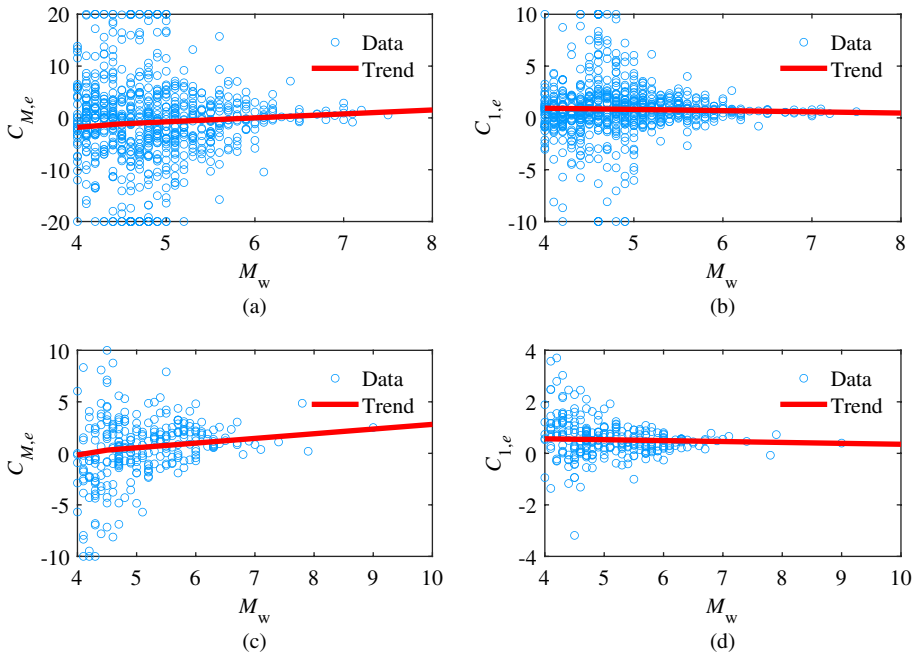 20
10
0
-10
-20
C_{M,e}
Data
Trend
4 5 6 7 8
M_w
(a)
10
5
0
-5
-10
C_{1,e}
Data
Trend
4 5 6 7 8
M_w
(b)
10
5
0
-5
-10
C_{M,e}
Data
Trend
4 5 6 7 8 9 10
M_w
(c)
4
2
0
-2
-4
C_{1,e}
Data
Trend
4 5 6 7 8 9 10
M_w
(d)